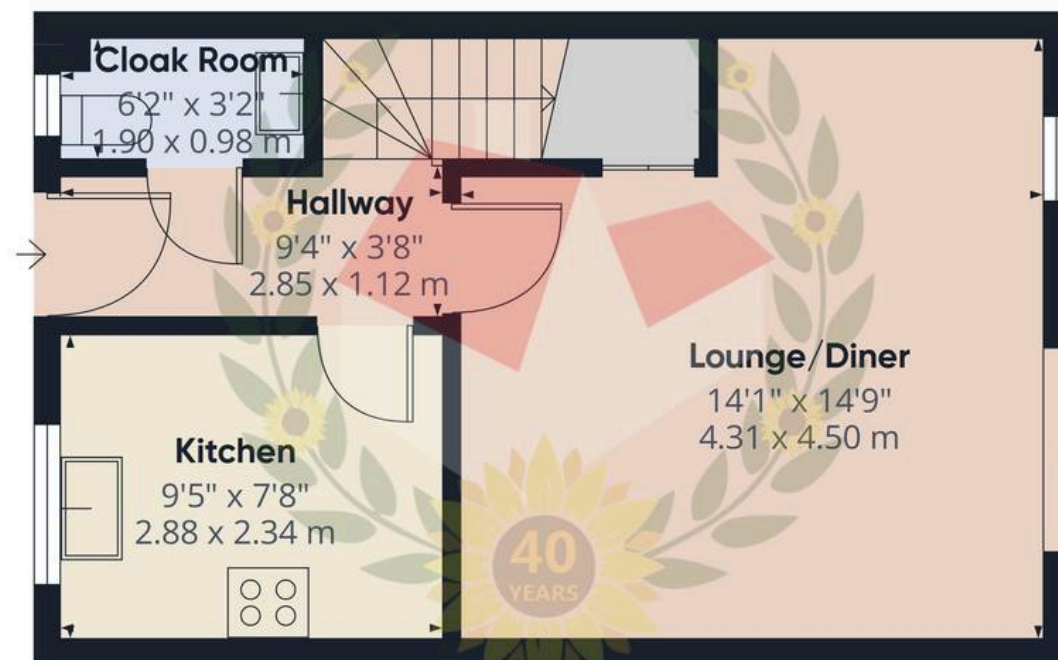 Cloak Room
6'2" x 3'2"
1.90 x 0.98 m
Hallway
9'4" x 3'8"
2.85 x 1.12 m
Lounge/Diner
14'1" x 14'9"
4.31 x 4.50 m
Kitchen
9'5" x 7'8"
2.88 x 2.34 m
40
YEARS